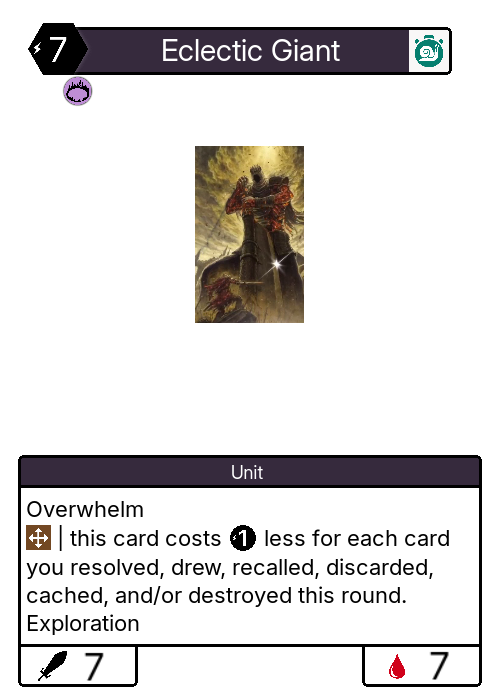 7 Eclectic Giant
Unit
Overwhelm
| this card costs 1 less for each card
you resolved, drew, recalled, discarded,
cached, and/or destroyed this round.
Exploration
7 7